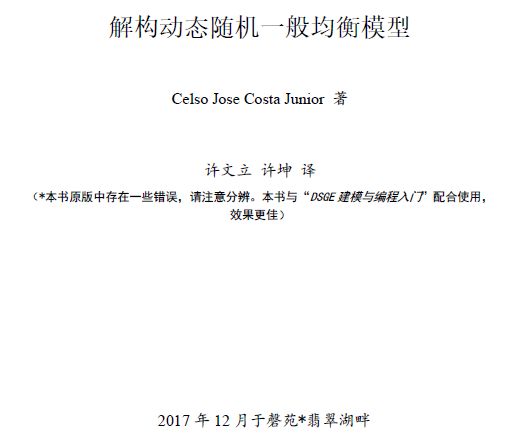 解构动态随机一般均衡模型
Celso Jose Costa Junior 著
许文立 许坤 译
（*本书原版中存在一些错误，请注意分辨。本书与“DSGE 建模与编程入门”配合使用，
效果更佳）
2017 年 12 月于磬苑*翡翠湖畔